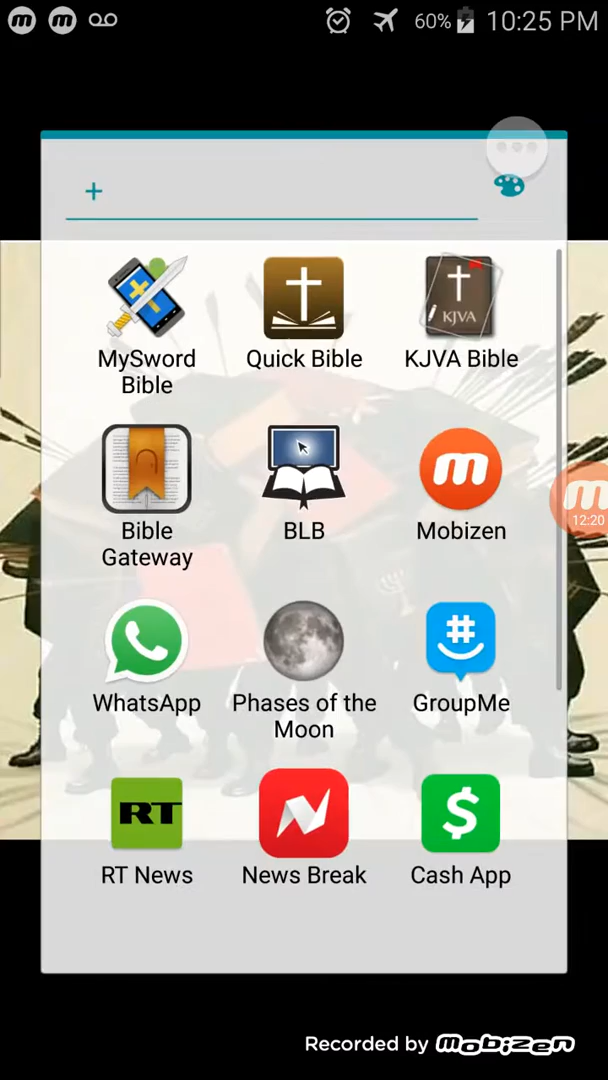 60% 10:25 PM
+
MySword
Bible
Quick Bible
KJVA
KJVA Bible
Bible
Gateway
BLB
m
Mobizen
m
12:20
WhatsApp
Phases of the
Moon
#
GroupMe
RT
RT News
News Break
$
Cash App
Recorded by mobizen